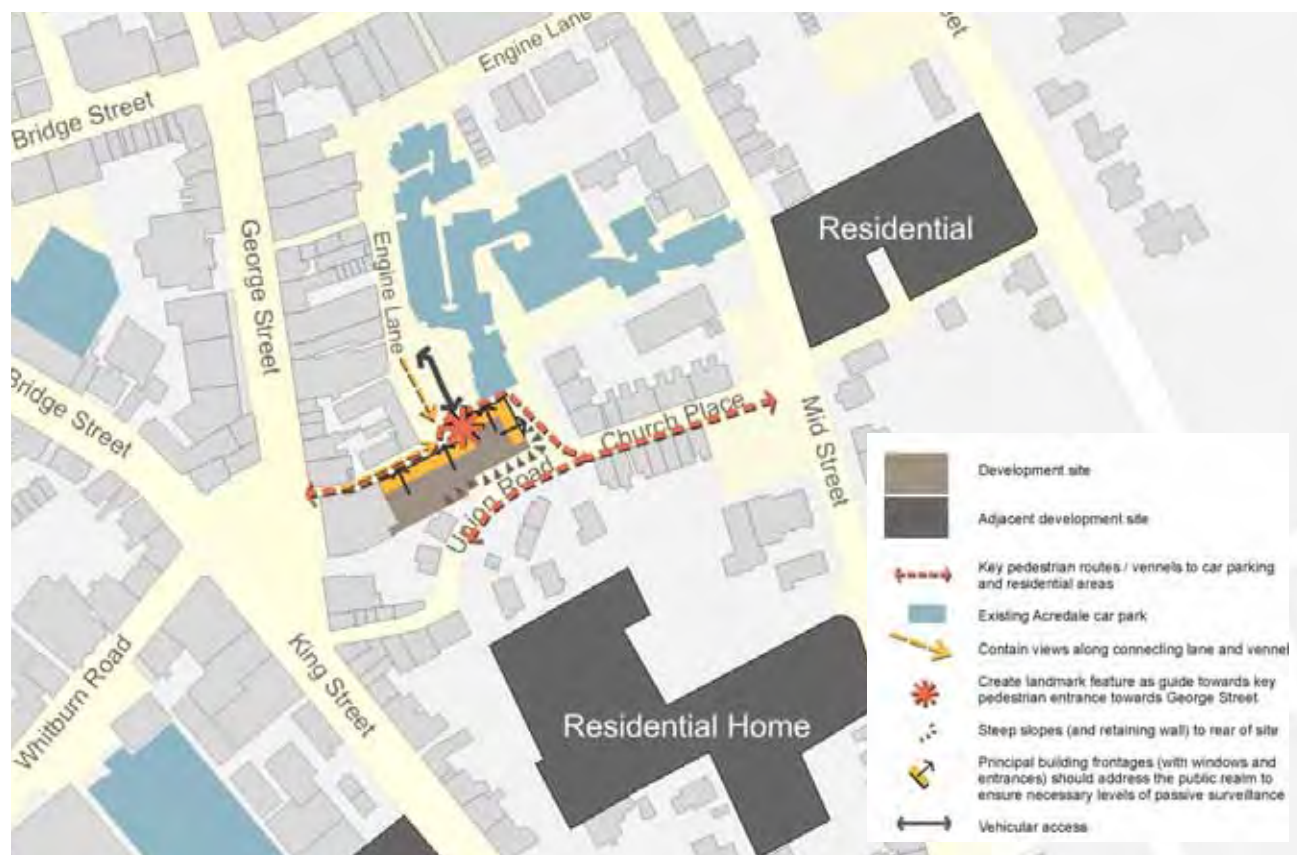 Engine Lane
Bridge Street
Residential
George Street
Engine Lane
Bridge Street
Church Place
Mid Street
Union Road
Whitburn Road
King Street
Residential Home
Development site
Adjacent development site
Key pedestrian routes / vennels to car parking
and residential areas
Existing Acredale car park
Contain views along connecting lane and vennel
Create landmark feature as guide towards key
pedestrian entrance towards George Street
Steep slopes (and retaining wall) to rear of site
Principal building frontages (with windows and
entrances) should address the public realm to
ensure necessary levels of passive surveillance
Vehicular access